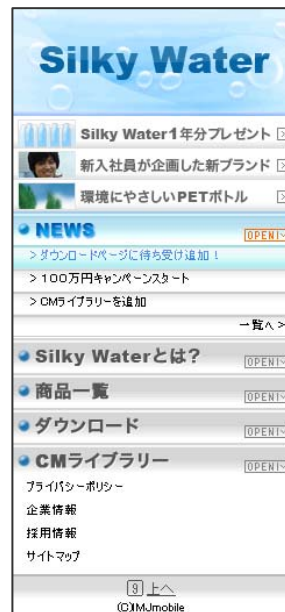 Silky Water
Silky Water1年分プレゼント
新入社員が企画した新ブランド
環境にやさしいPETボトル
NEWS OPEN!
>ダウンロードページに待ち受け追加!
>100万円キャンペーンスタート
>CMライブラリーを追加
一覧へ>
Silky Waterとは? OPEN!
商品一覧 OPEN!
ダウンロード OPEN!
CMライブラリー OPEN!
プライバシーポリシー
企業情報
採用情報
サイトマップ
9 上へ
(C)IMJmobile